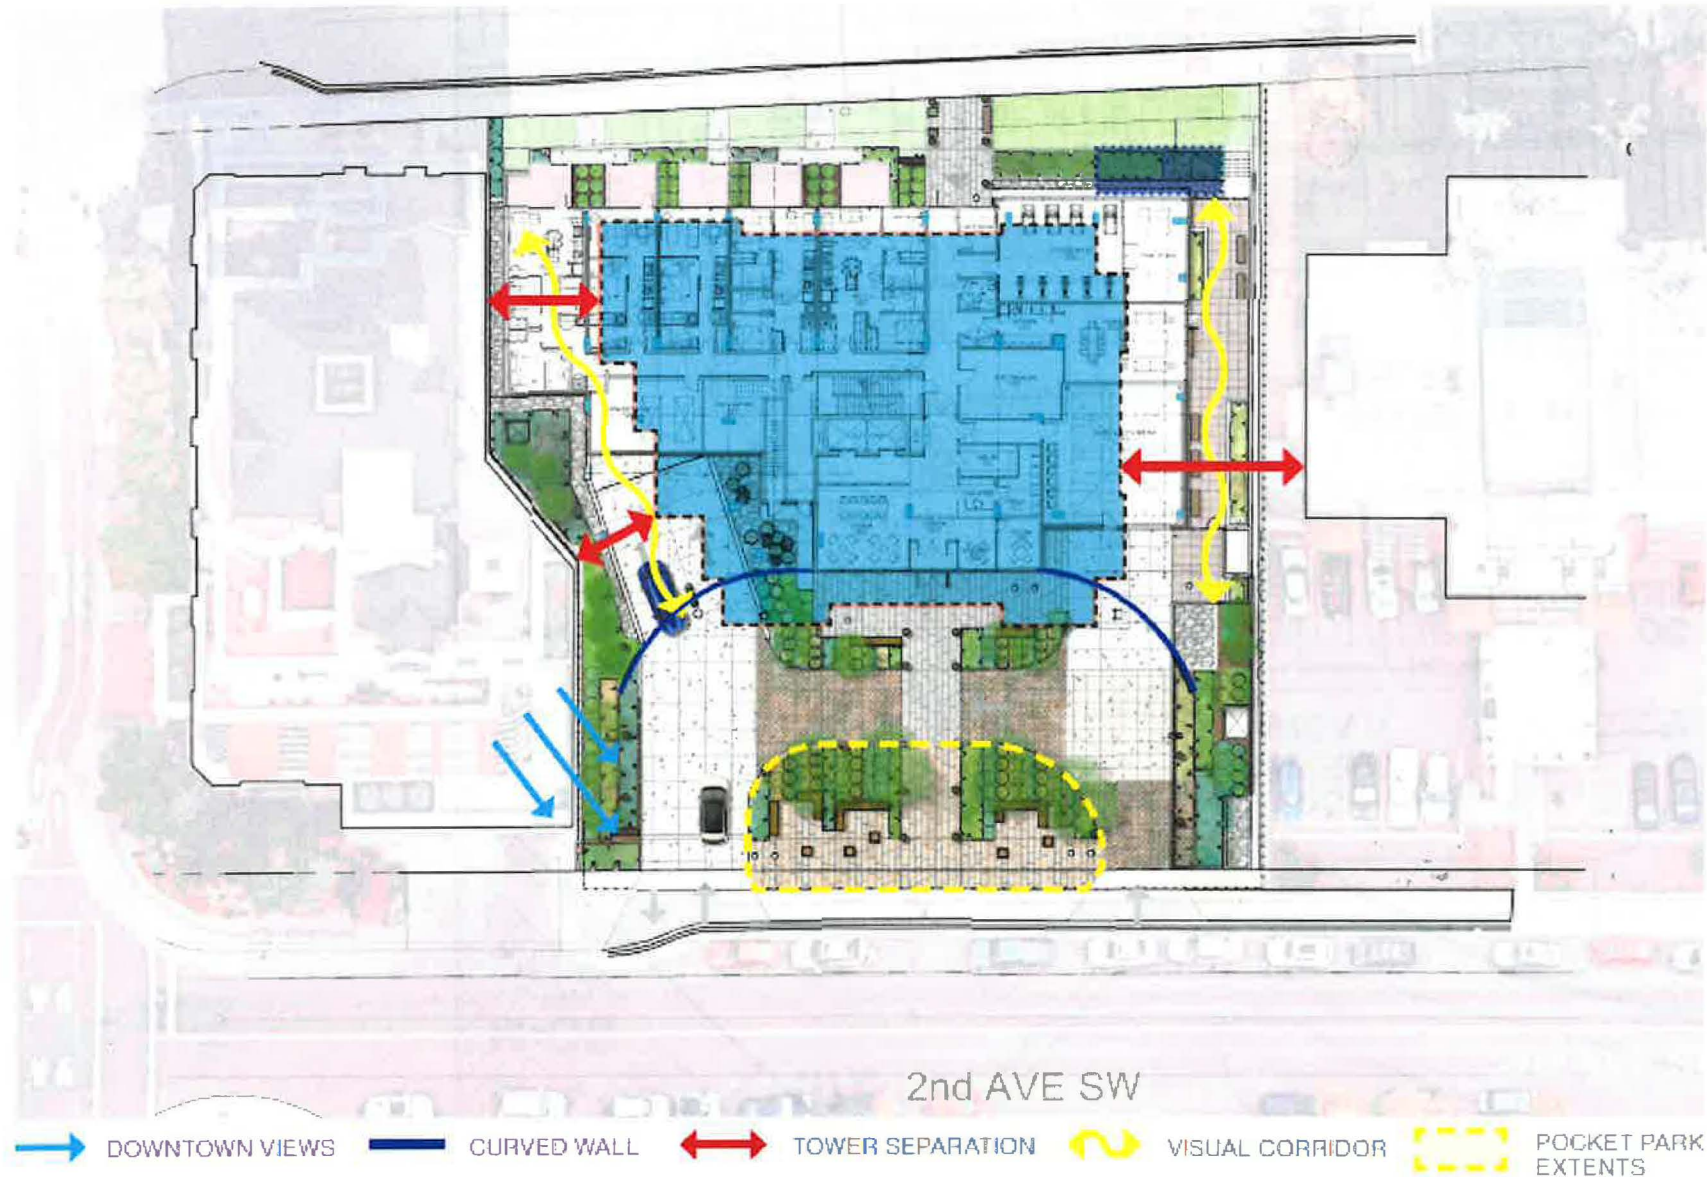 2nd AVE SW
DOWNTOWN VIEWS
CURVED WALL
TOWER SEPARATION
VISUAL CORRIDOR
POCKET PARK
EXTENTS